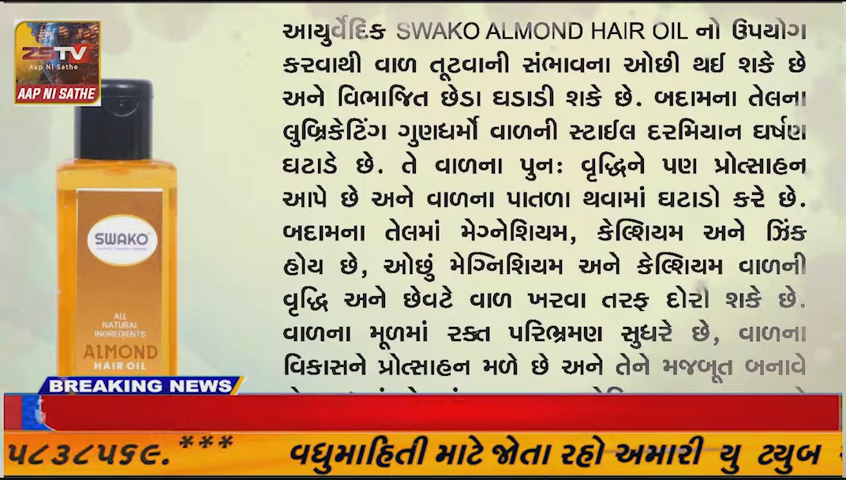 ZSTV
Aap Ni Sathe
AAP NI SATHE
આયુર્વેદિક SWAKO ALMOND HAIR OIL નો ઉપયોગ
કરવાથી વાળ તૂટવાની સંભાવના ઓછી થઈ શકે છે
અને વિભાજિત છેડા ઘડાડી શકે છે. બદામના તેલના
લુબ્રિકેટિંગ ગુણધર્મો વાળની સ્ટાઈલ દરમિયાન ઘર્ષણ
ઘટાડે છે. તે વાળના પુનઃ વૃદ્ધિને પણ પ્રોત્સાહન
આપે છે અને વાળના પાતળા થવામાં ઘટાડો કરે છે.
બદામના તેલમાં મેગ્નેશિયમ, કેલ્શિયમ અને ઝિંક
હોય છે, ઓછું મેગ્નિશિયમ અને કેલ્શિયમ વાળની
વૃદ્ધિ અને છેવટે વાળ ખરવા તરફ દોરી શકે છે.
વાળના મૂળમાં રક્ત પરિભ્રમણ સુધરે છે, વાળના
વિકાસને પ્રોત્સાહન મળે છે અને તેને મજબૂત બનાવે
SWAKO
ALL
NATURAL
INGREDIENTS
ALMOND
HAIR OIL
BREAKING NEWS
૫૮૩૮૫૬૯.*** વધુમાહિતી માટે જોતા રહો અમારી યુ ટ્યુબ